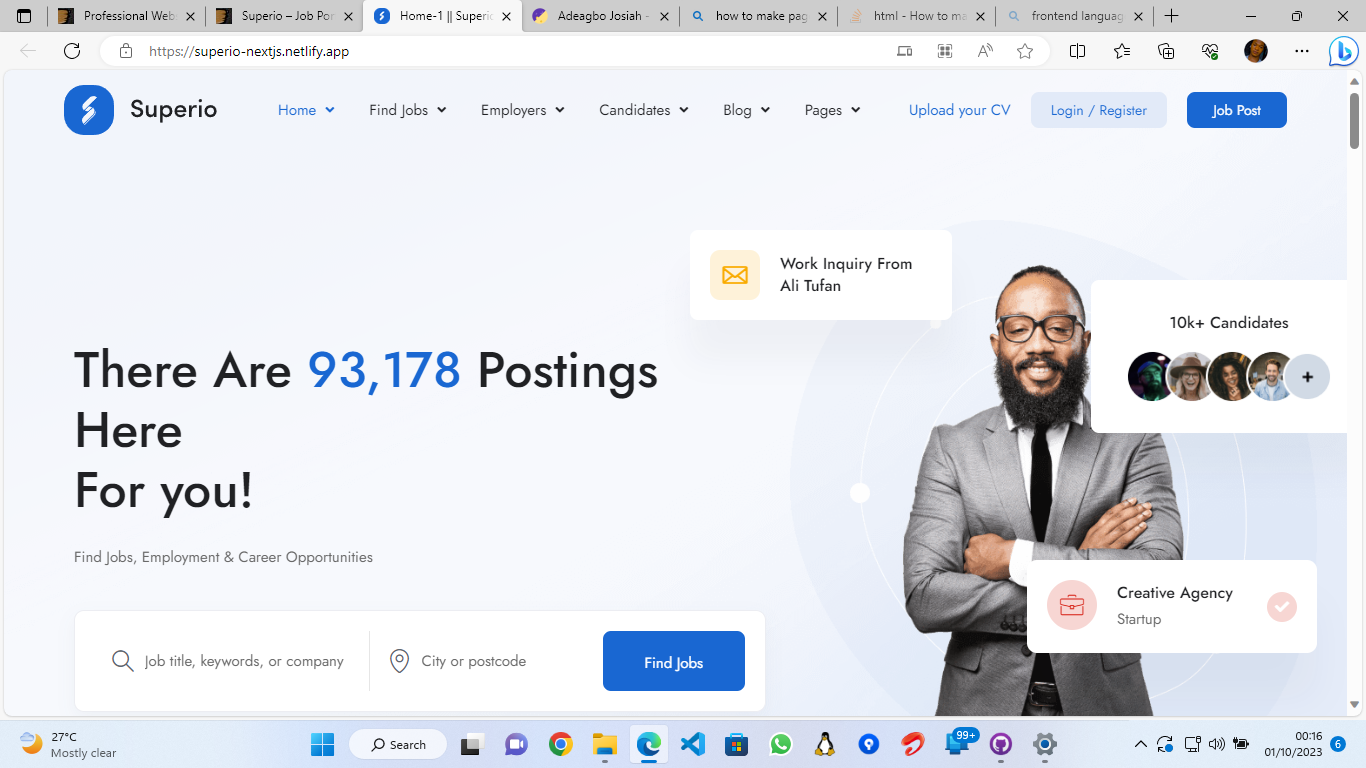 Professional Webs
Superio – Job Por
Home-1 || Superio
Adeagbo Josiah -
how to make pag
html - How to ma
frontend languag
https://superio-nextjs.netlify.app
Superio
Home
Find Jobs
Employers
Candidates
Blog
Pages
Upload your CV
Login / Register
Job Post
Work Inquiry From
Ali Tufan
10k+ Candidates
There Are 93,178 Postings
Here
For you!
Find Jobs, Employment & Career Opportunities
Creative Agency
Startup
Job title, keywords, or company
City or postcode
Find Jobs
27°C
Mostly clear
Search
99+
00:16
01/10/2023
6